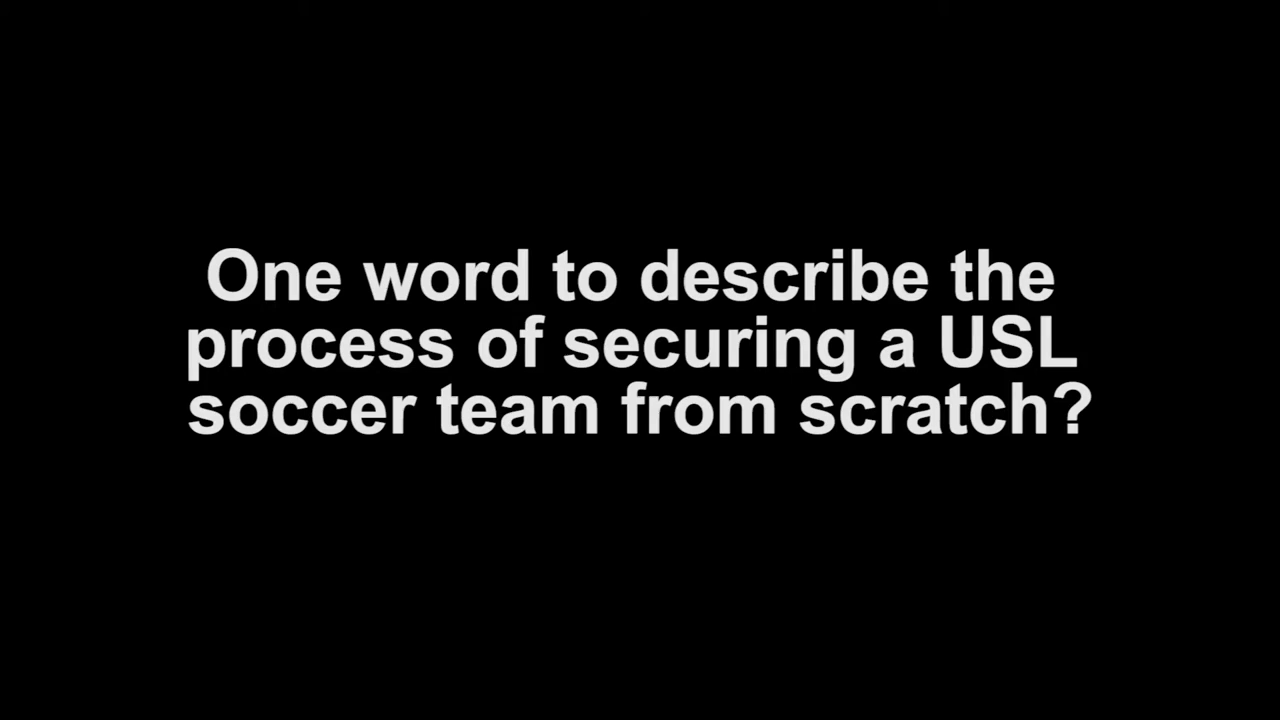 One word to describe the
process of securing a USL
soccer team from scratch?